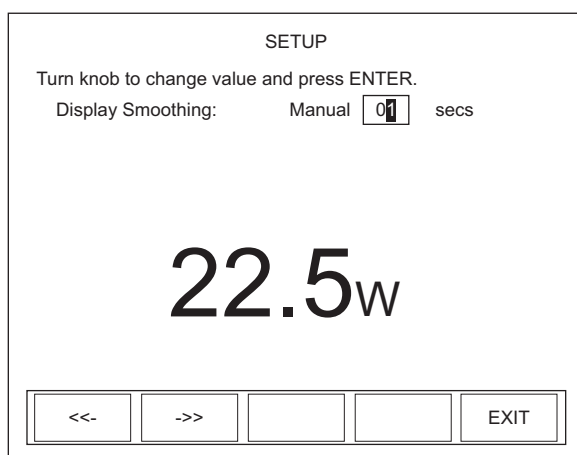 SETUP
Turn knob to change value and press ENTER.
Display Smoothing: Manual 01 secs
22.5W
<<- ->> EXIT